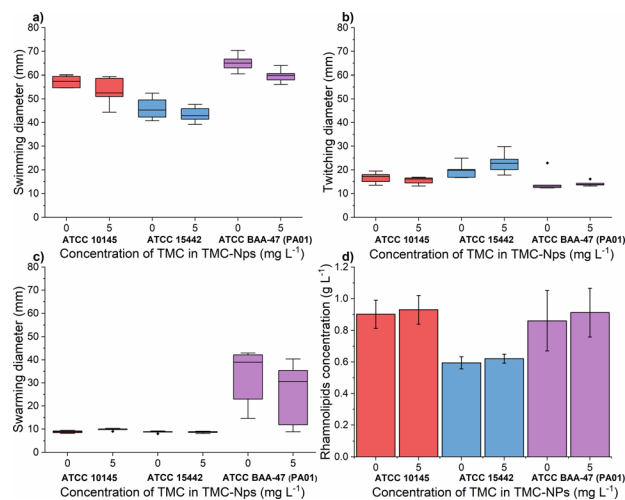 a)
80
70
60
50
40
30
20
10
0
Swimming diameter (mm)
0 5 0 5 0 5
ATCC 10145 ATCC 15442 ATCC BAA-47 (PA01)
Concentration of TMC in TMC-Nps (mg L⁻¹)
b)
80
70
60
50
40
30
20
10
0
Twitching diameter (mm)
0 5 0 5 0 5
ATCC 10145 ATCC 15442 ATCC BAA-47 (PA01)
Concentration of TMC in TMC-Nps (mg L⁻¹)
c)
80
70
60
50
40
30
20
10
0
Swarming diameter (mm)
0 5 0 5 0 5
ATCC 10145 ATCC 15442 ATCC BAA-47 (PA01)
Concentration of TMC in TMC-Nps (mg L⁻¹)
d)
1.2
1.0
0.8
0.6
0.4
0.2
0.0
Rhamnolipids concentration (g L⁻¹)
0 5 0 5 0 5
ATCC 10145 ATCC 15442 ATCC BAA-47 (PA01)
Concentration of TMC in TMC-NPs (mg L⁻¹)